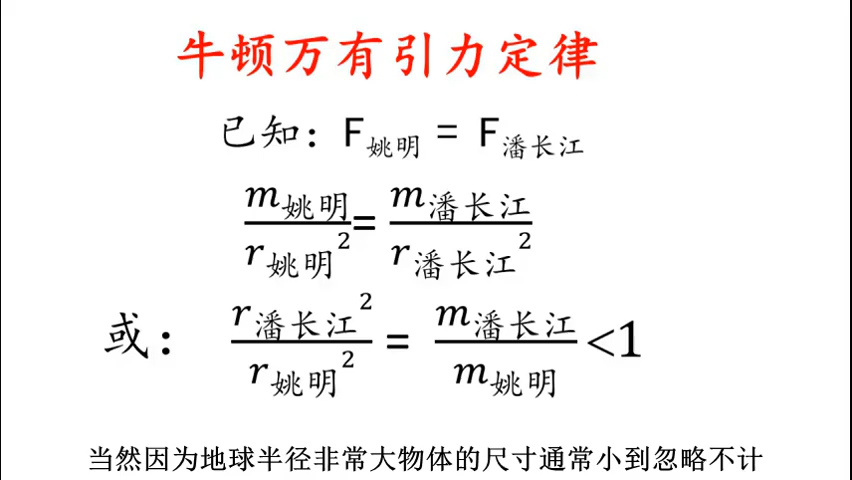 牛顿万有引力定律
已知：F姚明 = F潘长江
m姚明/r姚明² = m潘长江/r潘长江²
或： r潘长江²/r姚明² = m潘长江/m姚明 <1
当然因为地球半径非常大物体的尺寸通常小到忽略不计